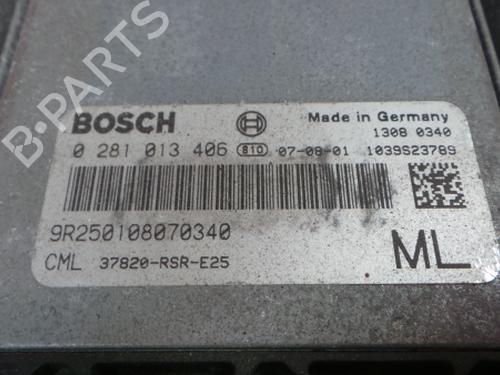 B-PARTS
BOSCH
Made in Germany
1308 0340
0 281 013 406 810 07-08-01 1039S23789
9R250108070340
CML 37820-RSR-E25
ML